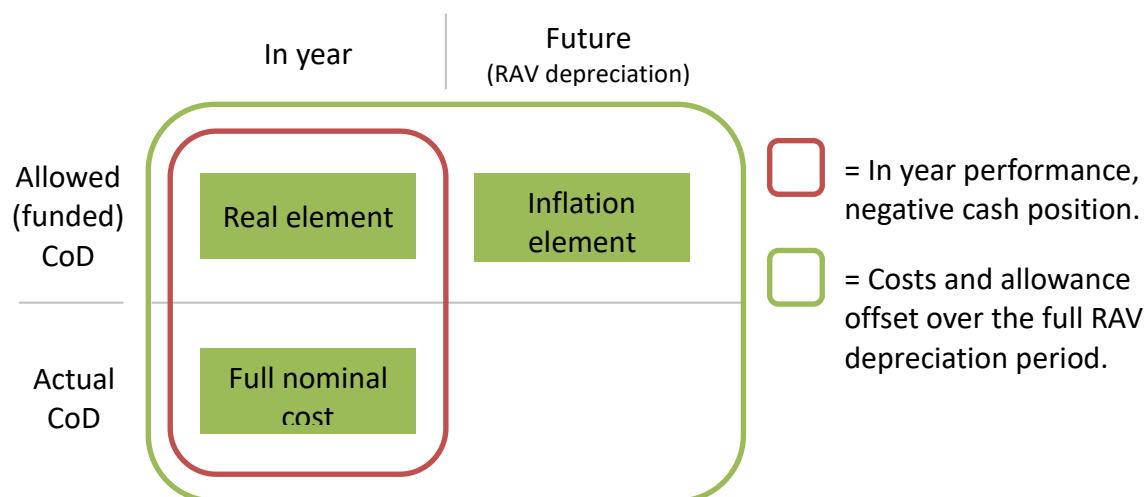 In year
Future
(RAV depreciation)
Allowed
(funded)
CoD
Real element
Inflation
element
= In year performance,
negative cash position.
= Costs and allowance
offset over the full RAV
depreciation period.
Actual
CoD
Full nominal
cost